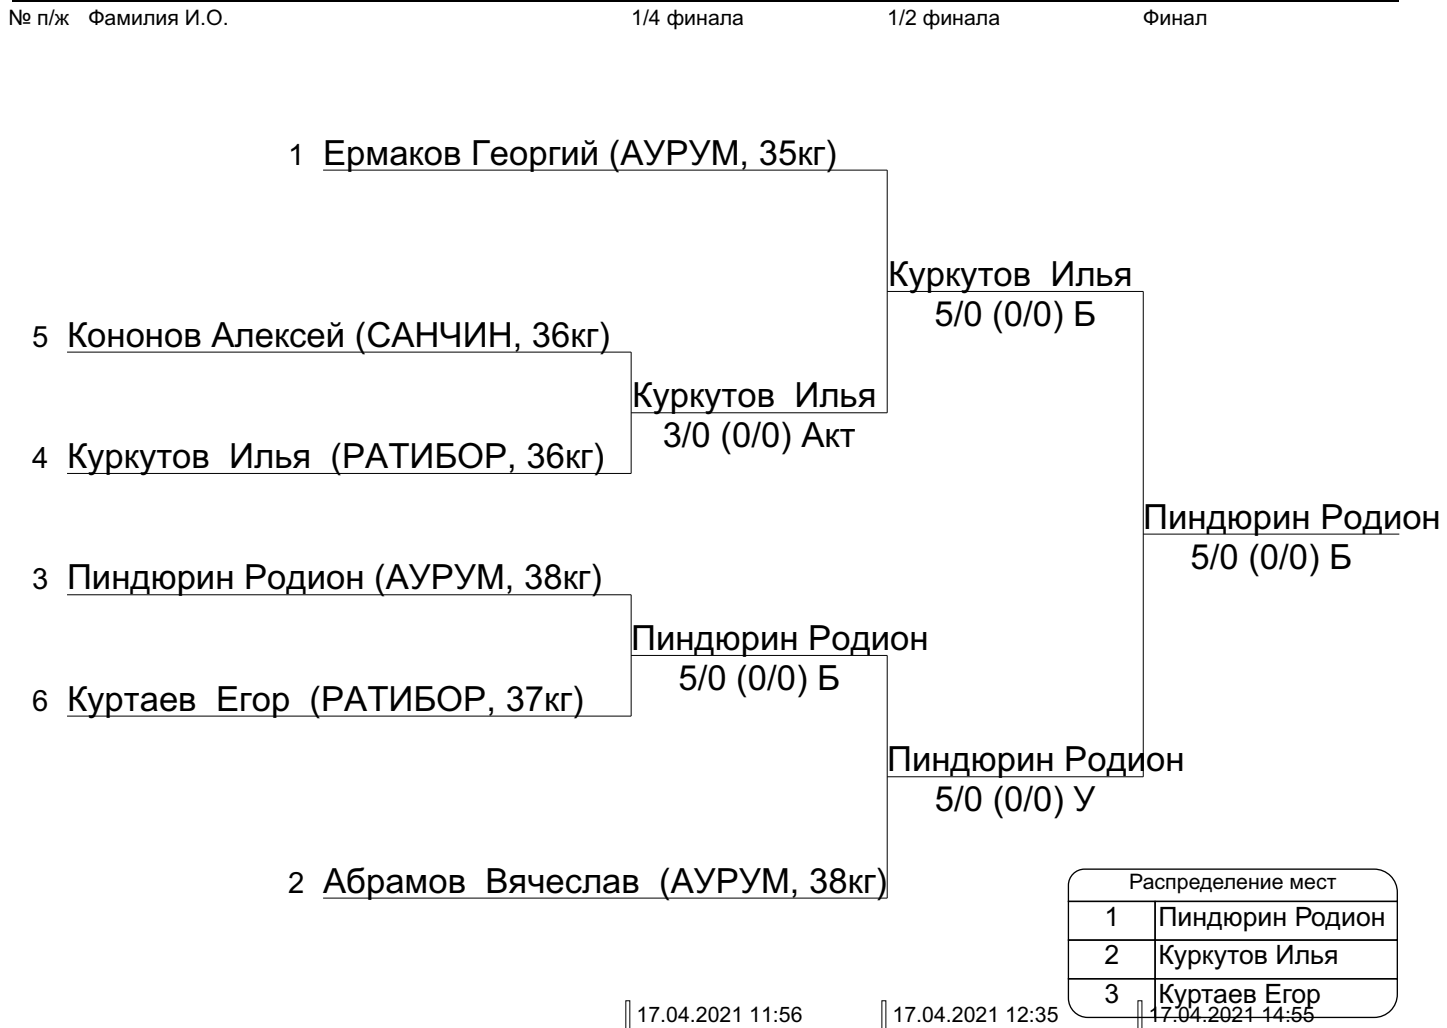 № п/ж Фамилия И.О. 1/4 финала 1/2 финала Финал
1 Ермаков Георгий (АУРУМ, 35кг)
Куркутов Илья
5/0 (0/0) Б
5 Кононов Алексей (САНЧИН, 36кг)
Куркутов Илья
3/0 (0/0) Акт
4 Куркутов Илья (РАТИБОР, 36кг)
Пиндюрин Родион
5/0 (0/0) Б
3 Пиндюрин Родион (АУРУМ, 38кг)
Пиндюрин Родион
5/0 (0/0) Б
6 Куртаев Егор (РАТИБОР, 37кг)
Пиндюрин Родион
5/0 (0/0) У
2 Абрамов Вячеслав (АУРУМ, 38кг)
Распределение мест
1 Пиндюрин Родион
2 Куркутов Илья
3 Куртаев Егор
17.04.2021 11:56 17.04.2021 12:35 17.04.2021 14:55